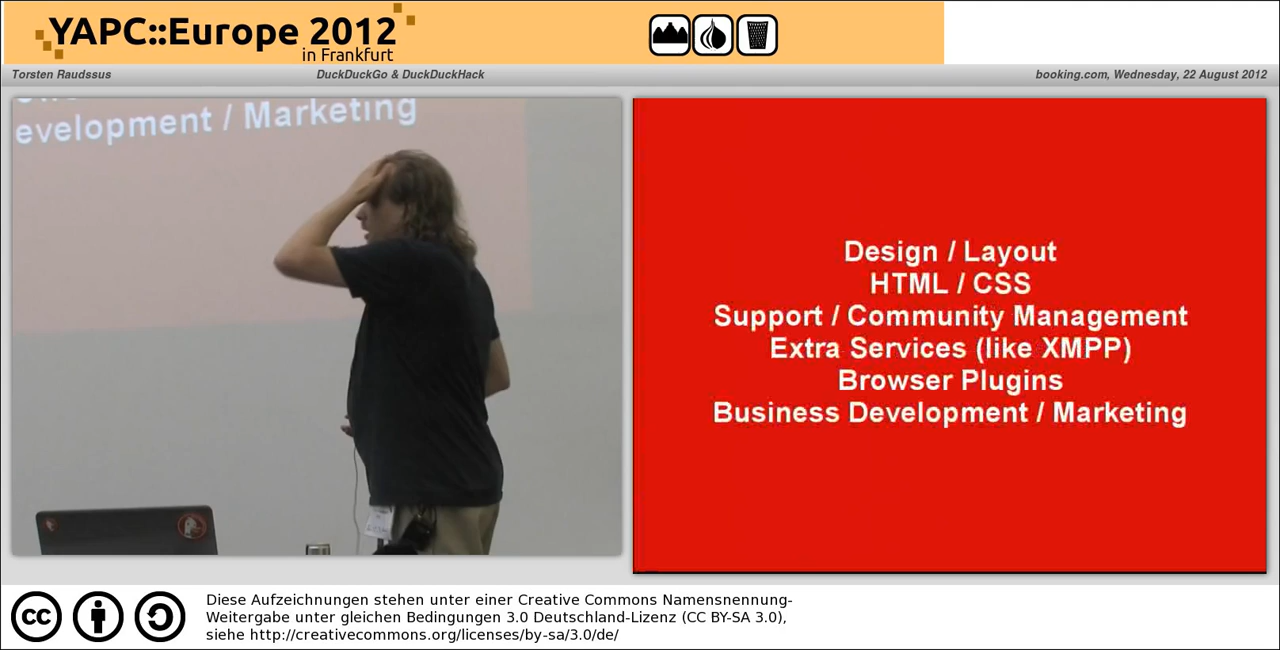 YAPC::Europe 2012
in Frankfurt
Torsten Raudssus
DuckDuckGo & DuckDuckHack
booking.com, Wednesday, 22 August 2012
evelopment / Marketing
Design / Layout
HTML / CSS
Support / Community Management
Extra Services (like XMPP)
Browser Plugins
Business Development / Marketing
cc
Diese Aufzeichnungen stehen unter einer Creative Commons Namensnennung-
Weitergabe unter gleichen Bedingungen 3.0 Deutschland-Lizenz (CC BY-SA 3.0),
siehe http://creativecommons.org/licenses/by-sa/3.0/de/